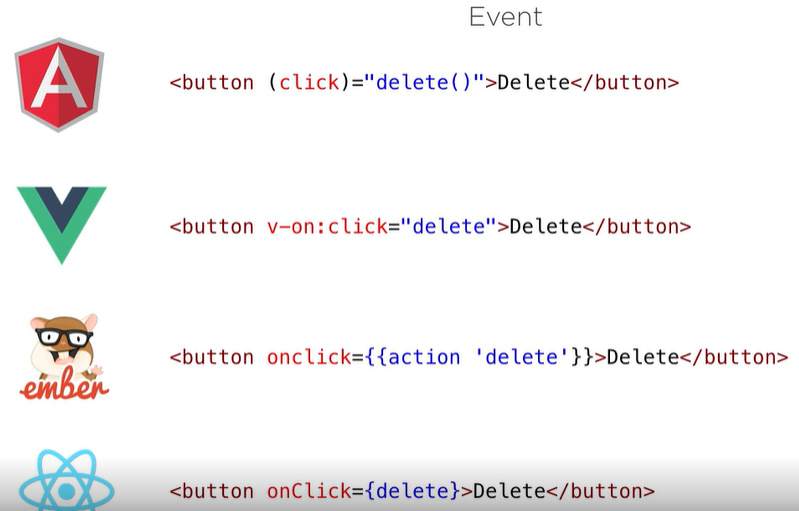 Event
<button (click)="delete()">Delete</button>
<button v-on:click="delete">Delete</button>
<button onclick={{action 'delete'}}>Delete</button>
ember
<button onClick={delete}>Delete</button>